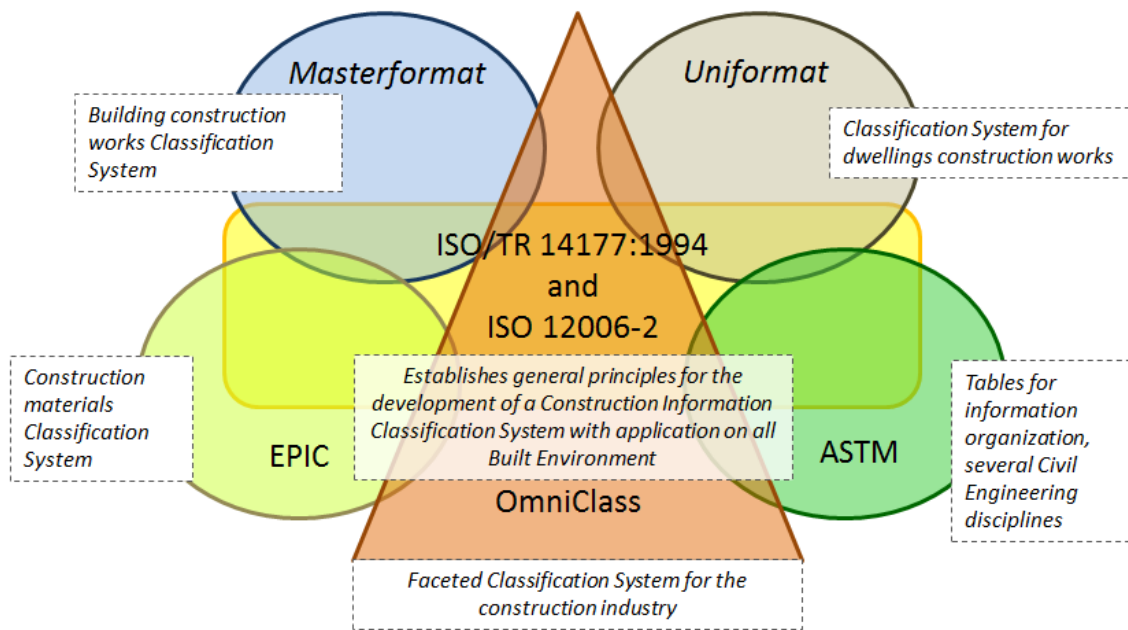 Masterformat
Uniformat
Building construction
works Classification
System
Classification System for
dwellings construction works
ISO/TR 14177:1994
and
ISO 12006-2
Construction
materials
Classification
System
Establishes general principles for the
development of a Construction Information
Classification System with application on all
Built Environment
Tables for
information
organization,
several Civil
Engineering
disciplines
EPIC
ASTM
OmniClass
Faceted Classification System for the
construction industry